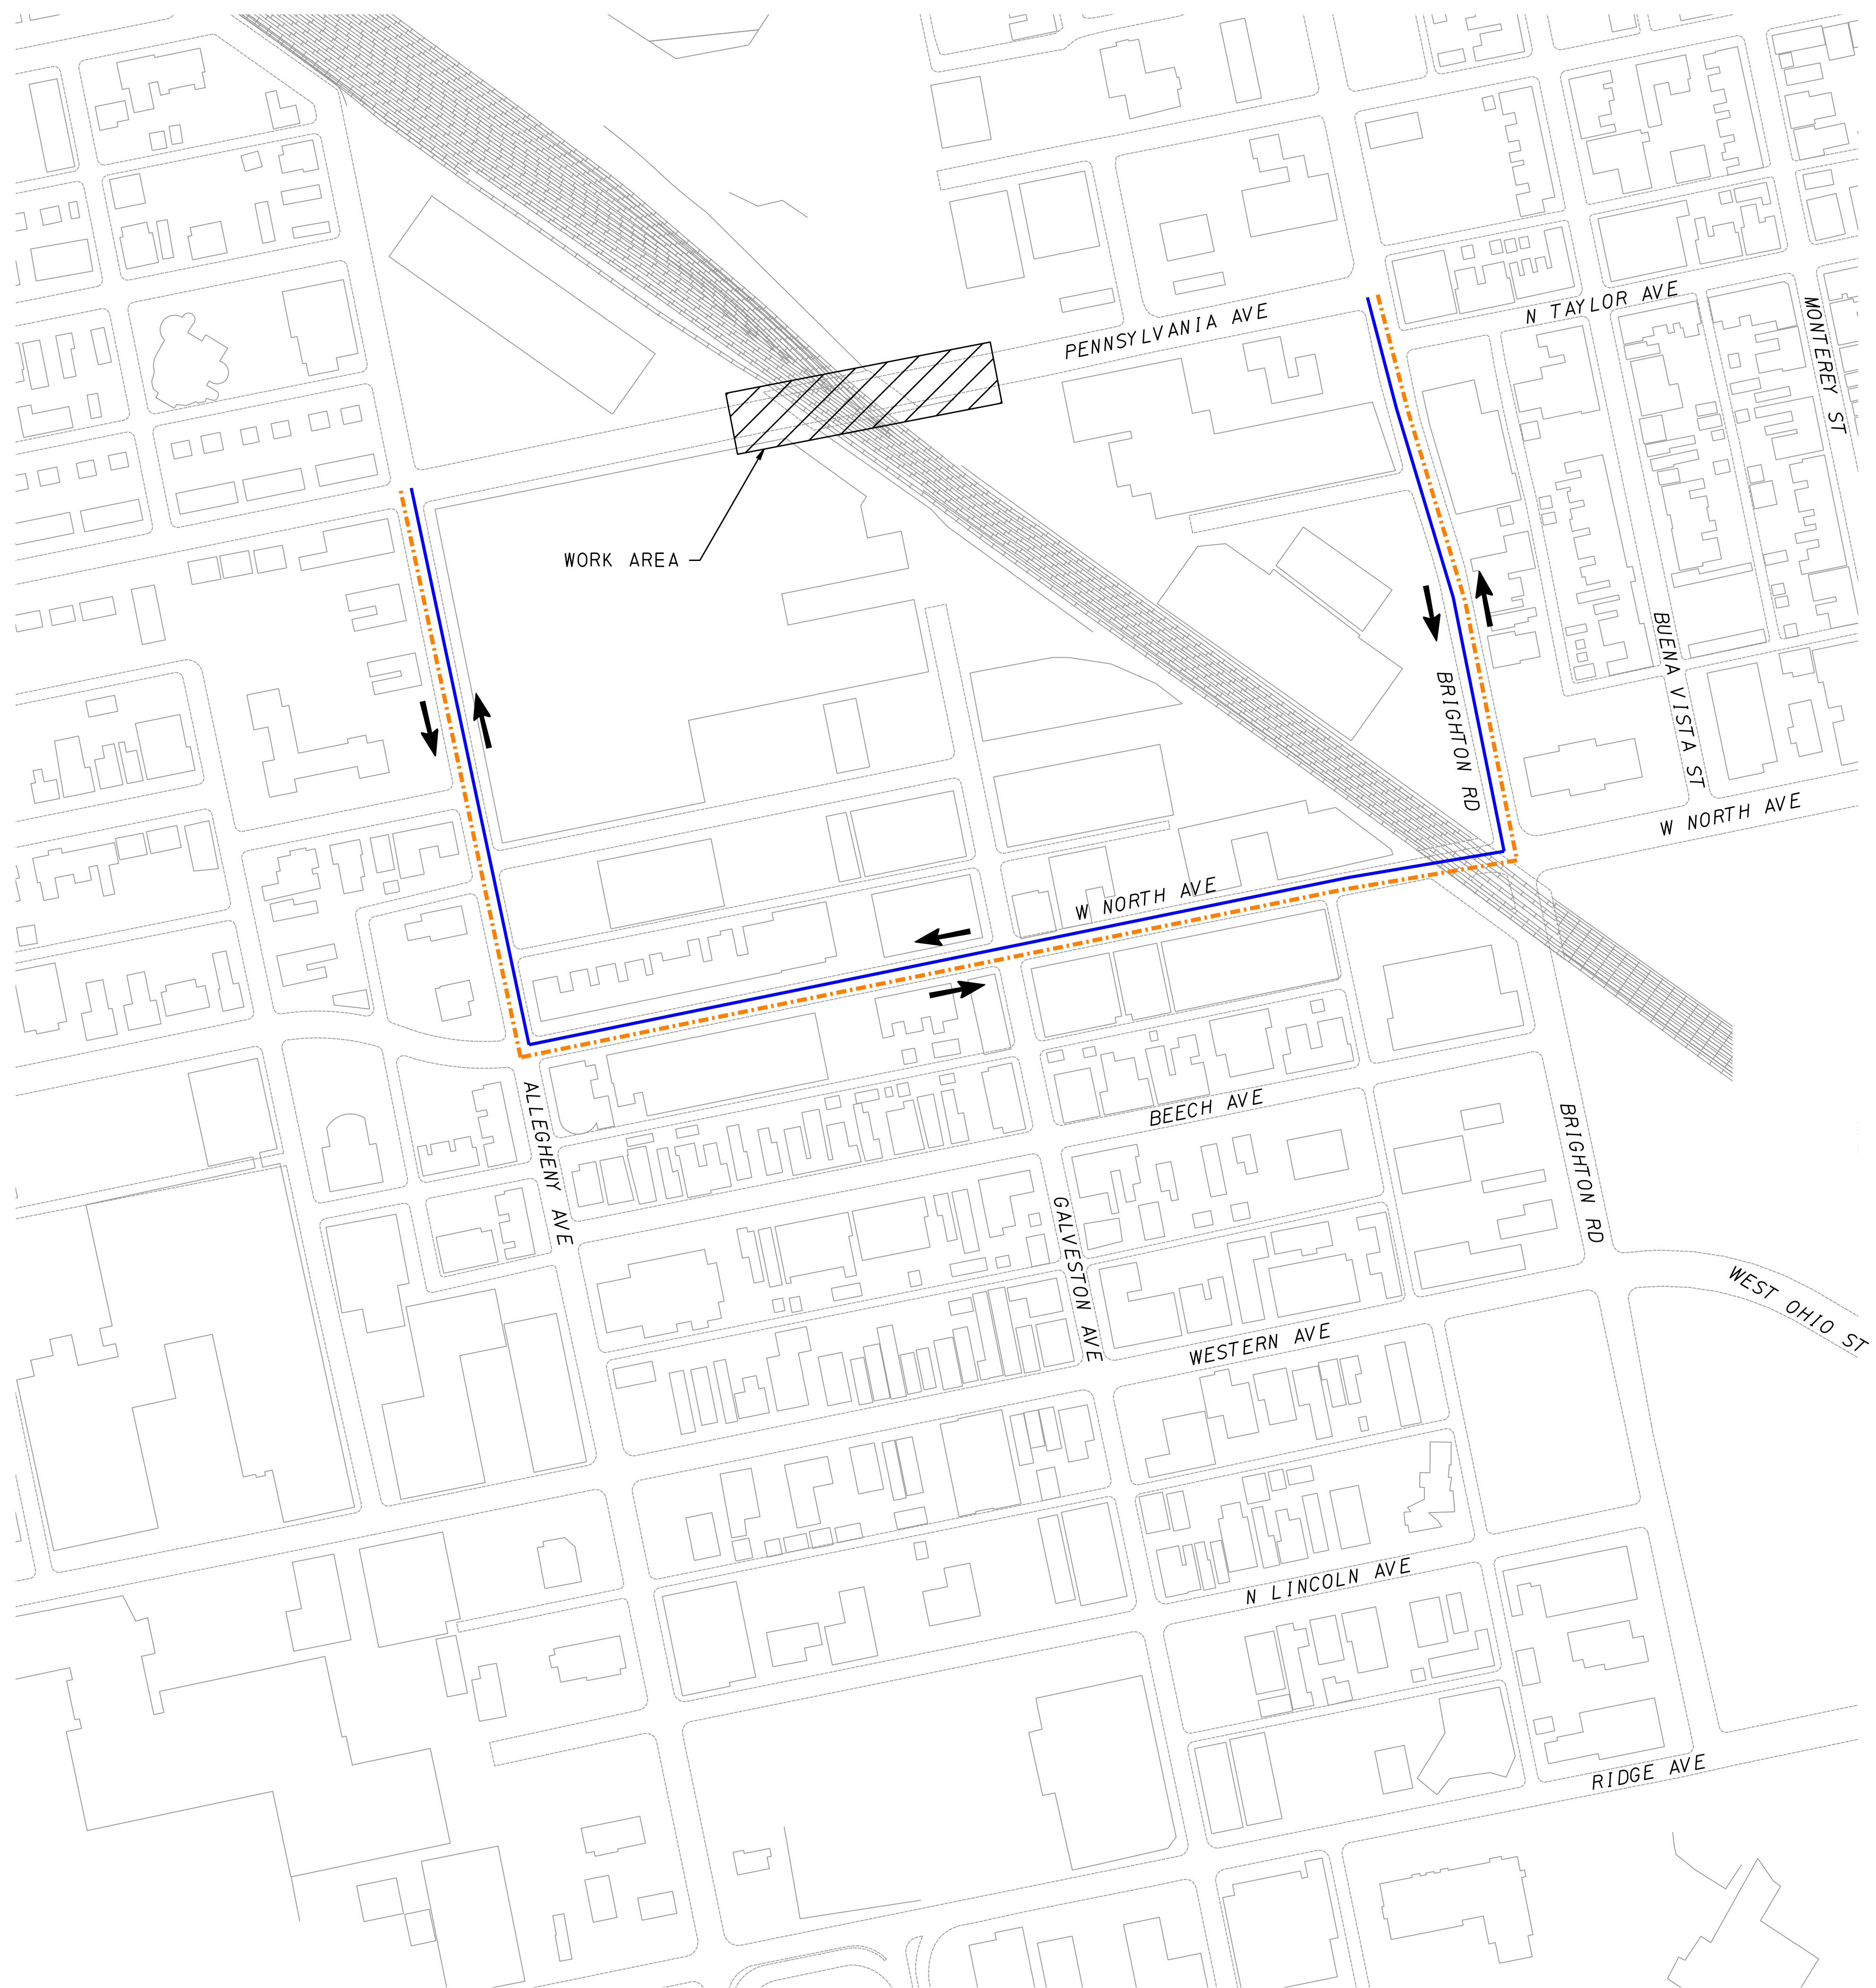 N TAYLOR AVE
MONTEREY ST
PENNSYLVANIA AVE
WORK AREA
BUENA VISTA ST
BRIGHTON RD
W NORTH AVE
W NORTH AVE
ALLEGHENY AVE
BEECH AVE
BRIGHTON RD
GALVESTON AVE
WEST OHIO ST
WESTERN AVE
N LINCOLN AVE
RIDGE AVE